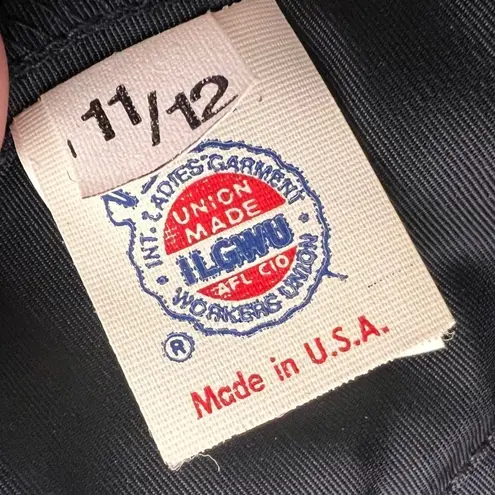 11/12
INT. LADIES GARMENT
WORKERS UNION
UNION
MADE
ILGWU
AFL CIO
®
Made in U.S.A.